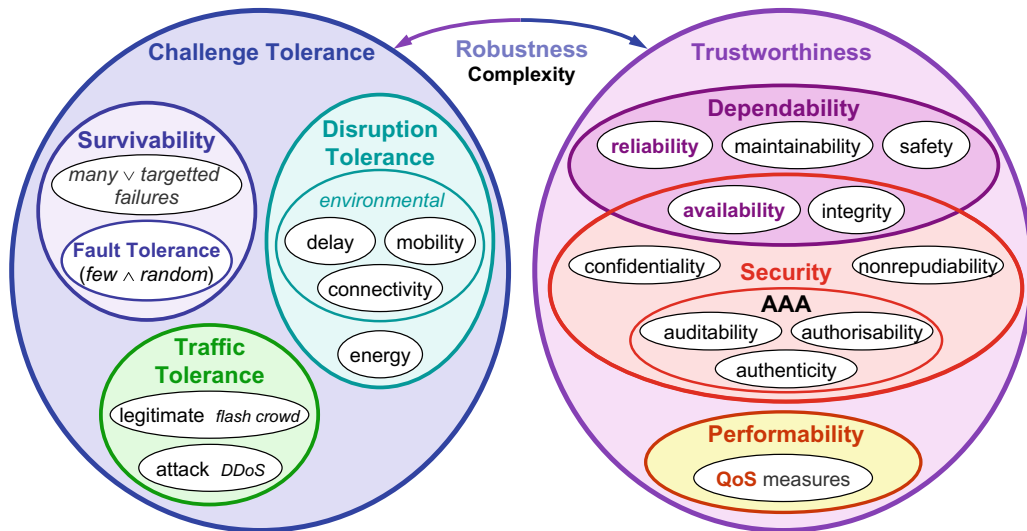 Challenge Tolerance
Robustness
Complexity
Trustworthiness
Survivability
many ∨ targetted
failures
Fault Tolerance
(few ∧ random)
Disruption
Tolerance
environmental
delay
mobility
connectivity
energy
Traffic
Tolerance
legitimate flash crowd
attack DDoS
Dependability
reliability
maintainability
safety
availability
integrity
confidentiality
Security
nonrepudiability
AAA
auditability
authorisability
authenticity
Performability
QoS measures